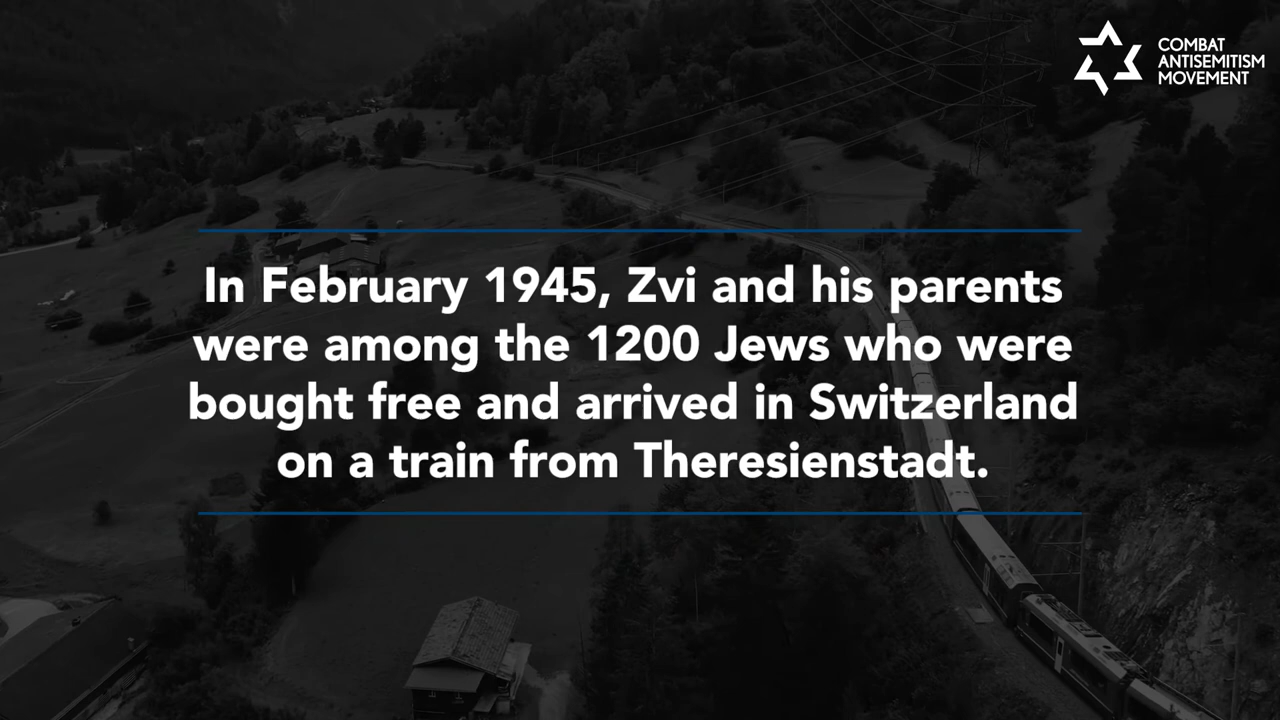 COMBAT
ANTISEMITISM
MOVEMENT
In February 1945, Zvi and his parents
were among the 1200 Jews who were
bought free and arrived in Switzerland
on a train from Theresienstadt.